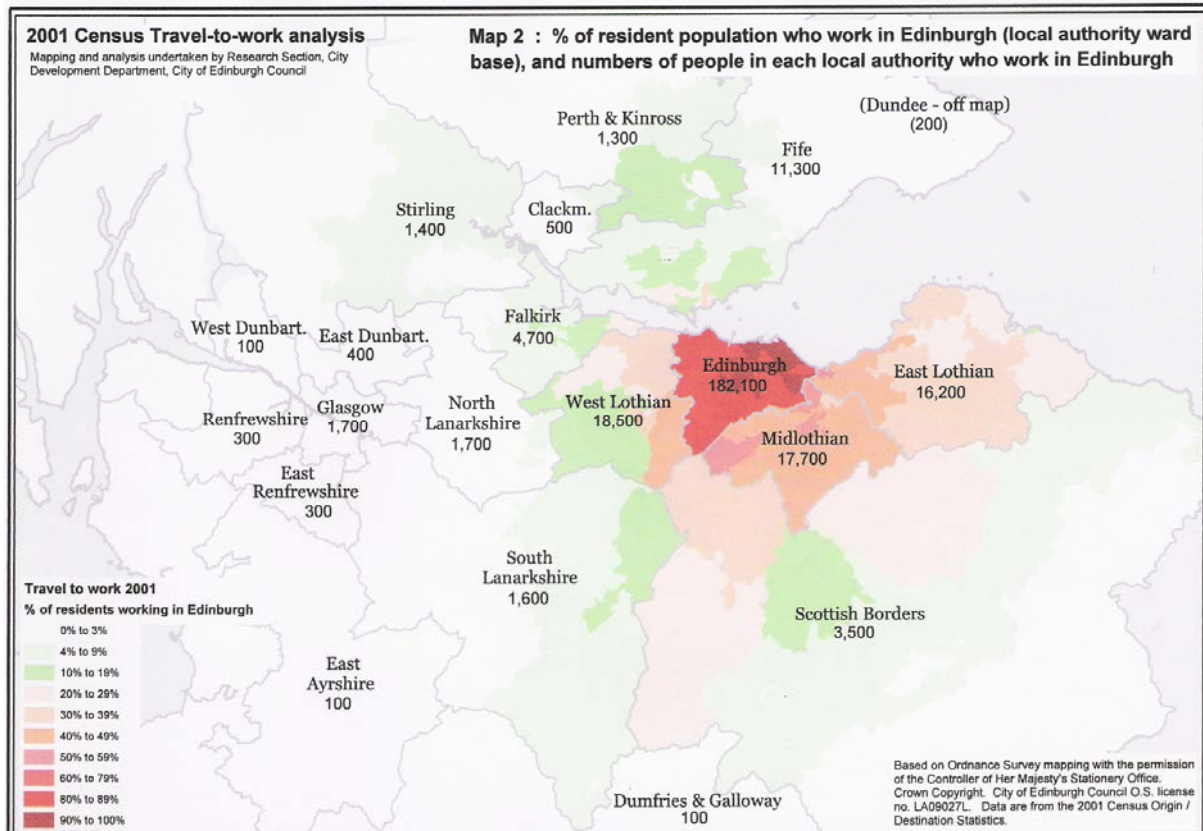 2001 Census Travel-to-work analysis
Mapping and analysis undertaken by Research Section, City
Development Department, City of Edinburgh Council
Map 2 : % of resident population who work in Edinburgh (local authority ward
base), and numbers of people in each local authority who work in Edinburgh
(Dundee - off map)
(200)
Perth & Kinross
1,300
Fife
11,300
Stirling
1,400
Clackm.
500
Falkirk
4,700
West Dunbart.
100
East Dunbart.
400
Edinburgh
182,100
East Lothian
16,200
Renfrewshire
300
Glasgow
1,700
North
Lanarkshire
1,700
West Lothian
18,500
Midlothian
17,700
East
Renfrewshire
300
South
Lanarkshire
1,600
Scottish Borders
3,500
East
Ayrshire
100
Dumfries & Galloway
100
Travel to work 2001
% of residents working in Edinburgh
0% to 3%
4% to 9%
10% to 19%
20% to 29%
30% to 39%
40% to 49%
50% to 59%
60% to 79%
80% to 89%
90% to 100%
Based on Ordnance Survey mapping with the permission
of the Controller of Her Majesty's Stationery Office.
Crown Copyright. City of Edinburgh Council O.S. license
no. LA09027L. Data are from the 2001 Census Origin /
Destination Statistics.